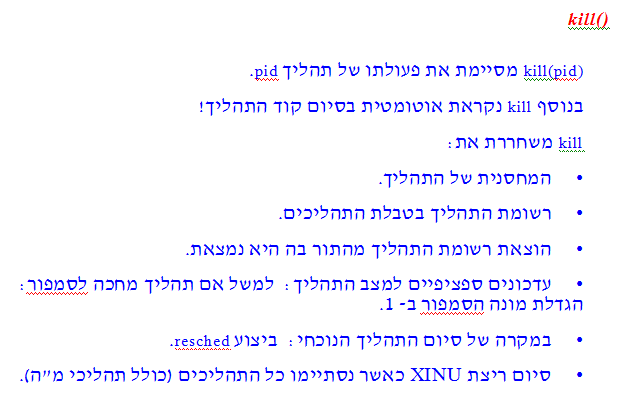 kill()
kill(pid) מסיימת את פעולתו של תהליך pid.
בנוסף kill נקראת אוטומטית בסיום קוד התהליך!
kill משחררת את:
• המחסנית של התהליך.
• רשומת התהליך בטבלת התהליכים.
• הוצאת רשומת התהליך מהתור בה היא נמצאת.
• עדכונים ספציפיים למצב התהליך: למשל אם תהליך מחכה לסמפור:
הגדלת מונה הסמפור ב- 1.
• במקרה של סיום התהליך הנוכחי: ביצוע resched.
• סיום ריצת XINU כאשר נסתיימו כל התהליכים (כולל תהליכי מ"ה).